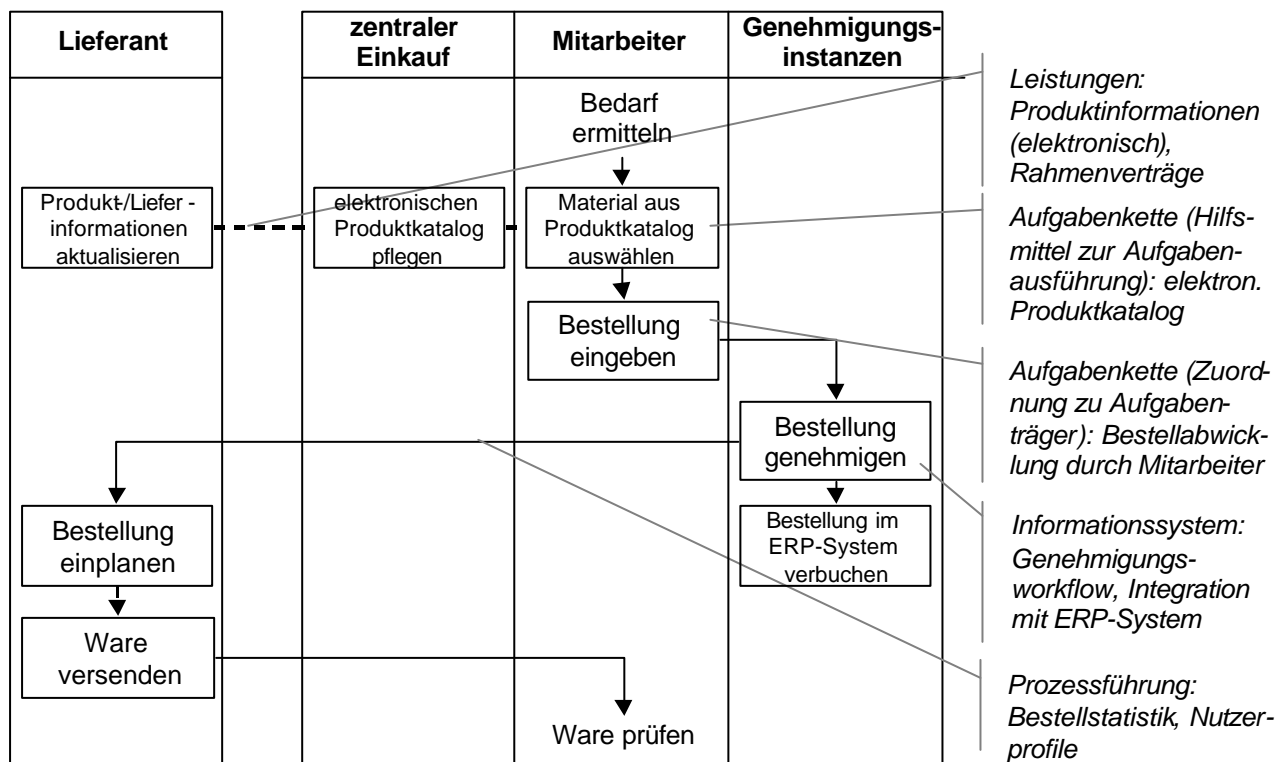 Lieferant
zentraler
Einkauf
Mitarbeiter
Genehmigungs-
instanzen
Bedarf
ermitteln
Produkt-/Liefer -
informationen
aktualisieren
elektronischen
Produktkatalog
pflegen
Material aus
Produktkatalog
auswählen
Bestellung
eingeben
Bestellung
genehmigen
Bestellung
einplanen
Bestellung im
ERP-System
verbuchen
Ware
versenden
Ware prüfen
Leistungen:
Produktinformationen
(elektronisch),
Rahmenverträge
Aufgabenkette (Hilfs-
mittel zur Aufgaben-
ausführung): elektron.
Produktkatalog
Aufgabenkette (Zuord-
nung zu Aufgaben-
träger): Bestellabwick-
lung durch Mitarbeiter
Informationssystem:
Genehmigungs-
workflow, Integration
mit ERP-System
Prozessführung:
Bestellstatistik, Nutzer-
profile